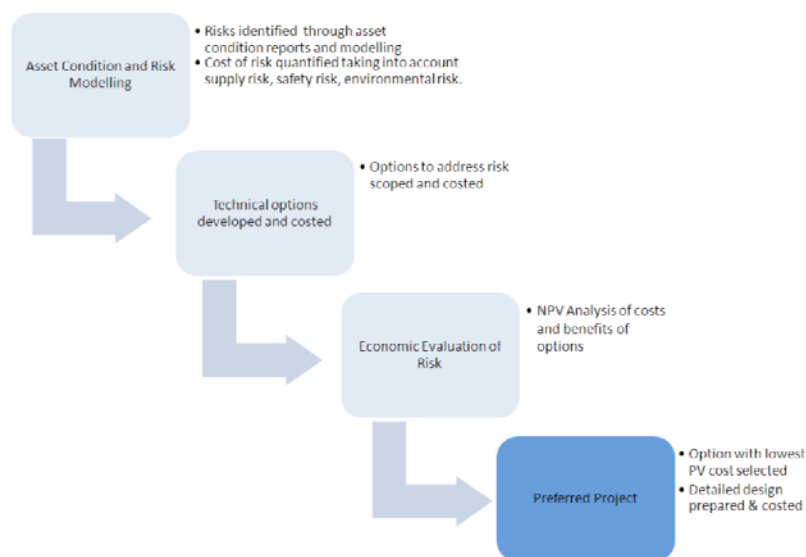 Asset Condition and Risk
Modelling
• Risks identified through asset
condition reports and modelling
• Cost of risk quantified taking into account
supply risk, safety risk, environmental risk.
Technical options
developed and costed
• Options to address risk
scoped and costed
Economic Evaluation of
Risk
• NPV Analysis of costs
and benefits of
options
Preferred Project
• Option with lowest
PV cost selected
• Detailed design
prepared & costed